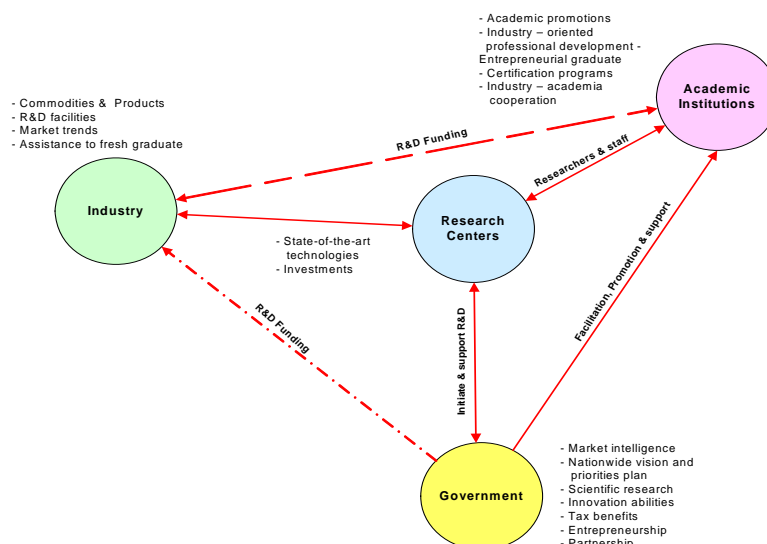 - Academic promotions
- Industry – oriented
professional development -
Entrepreneurial graduate
- Certification programs
- Industry – academia
cooperation
Academic
Institutions
- Commodities & Products
- R&D facilities
- Market trends
- Assistance to fresh graduate
R&D Funding
Researchers & staff
Industry
Research
Centers
- State-of-the-art
technologies
- Investments
R&D Funding
Initiate & support R&D
Facilitation, Promotion & support
Government
- Market intelligence
- Nationwide vision and
priorities plan
- Scientific research
- Innovation abilities
- Tax benefits
- Entrepreneurship
- Partnership